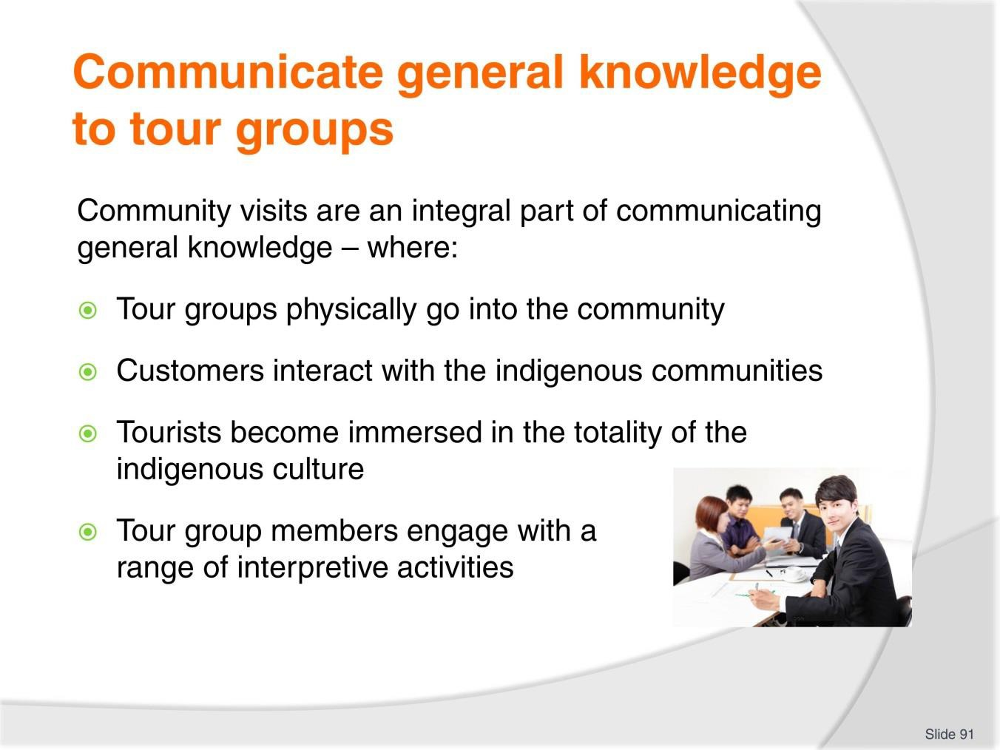 Communicate general knowledge
to tour groups
Community visits are an integral part of communicating
general knowledge – where:
Tour groups physically go into the community
Customers interact with the indigenous communities
Tourists become immersed in the totality of the
indigenous culture
Tour group members engage with a
range of interpretive activities
Slide 91